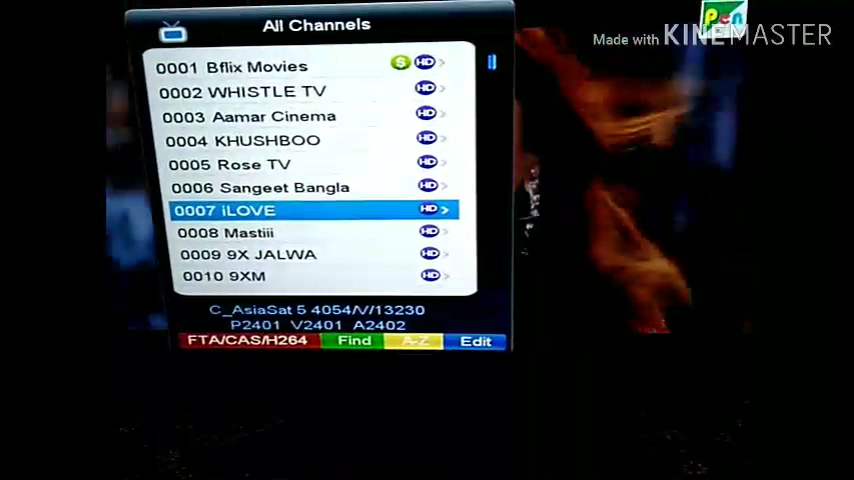 All Channels
Pen
Made with KINEMASTER
0001 Bflix Movies $ HD
0002 WHISTLE TV HD
0003 Aamar Cinema HD
0004 KHUSHBOO HD
0005 Rose TV HD
0006 Sangeet Bangla HD
0007 iLOVE HD
0008 Mastiii HD
0009 9X JALWA HD
0010 9XM HD
C_AsiaSat 5 4054/V/13230
P2401 V2401 A2402
FTA/CAS/H264 Find A-Z Edit